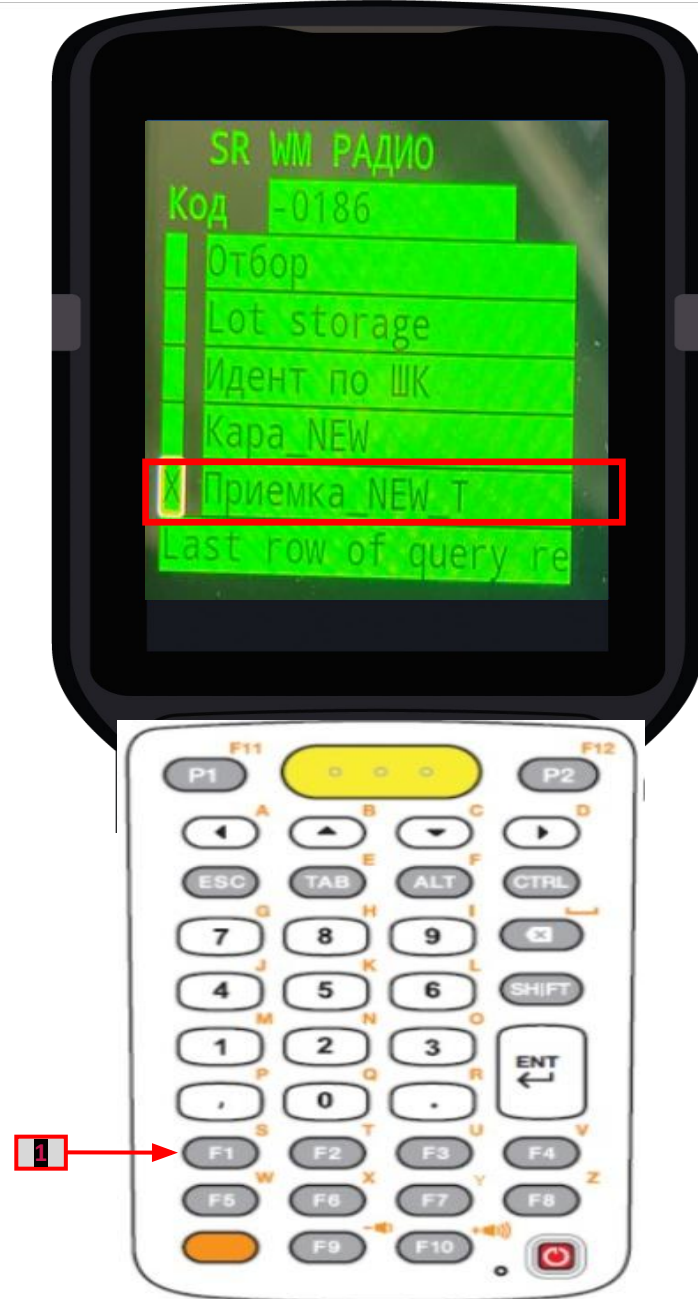 SR WM РАДИО
Код -0186
Отбор
Lot storage
Идент по ШК
Кара_NEW
X Приемка_NEW_T
Last row of query re
F11 F12
P1 P2
A B C D
E F
ESC TAB ALT CTRL
G H I
7 8 9
J K L
4 5 6 SHIFT
M N O
1 2 3 ENT
P Q R
, 0 .
S T U V
1 F1 F2 F3 F4
W X Y Z
F5 F6 F7 F8
- +
F9 F10